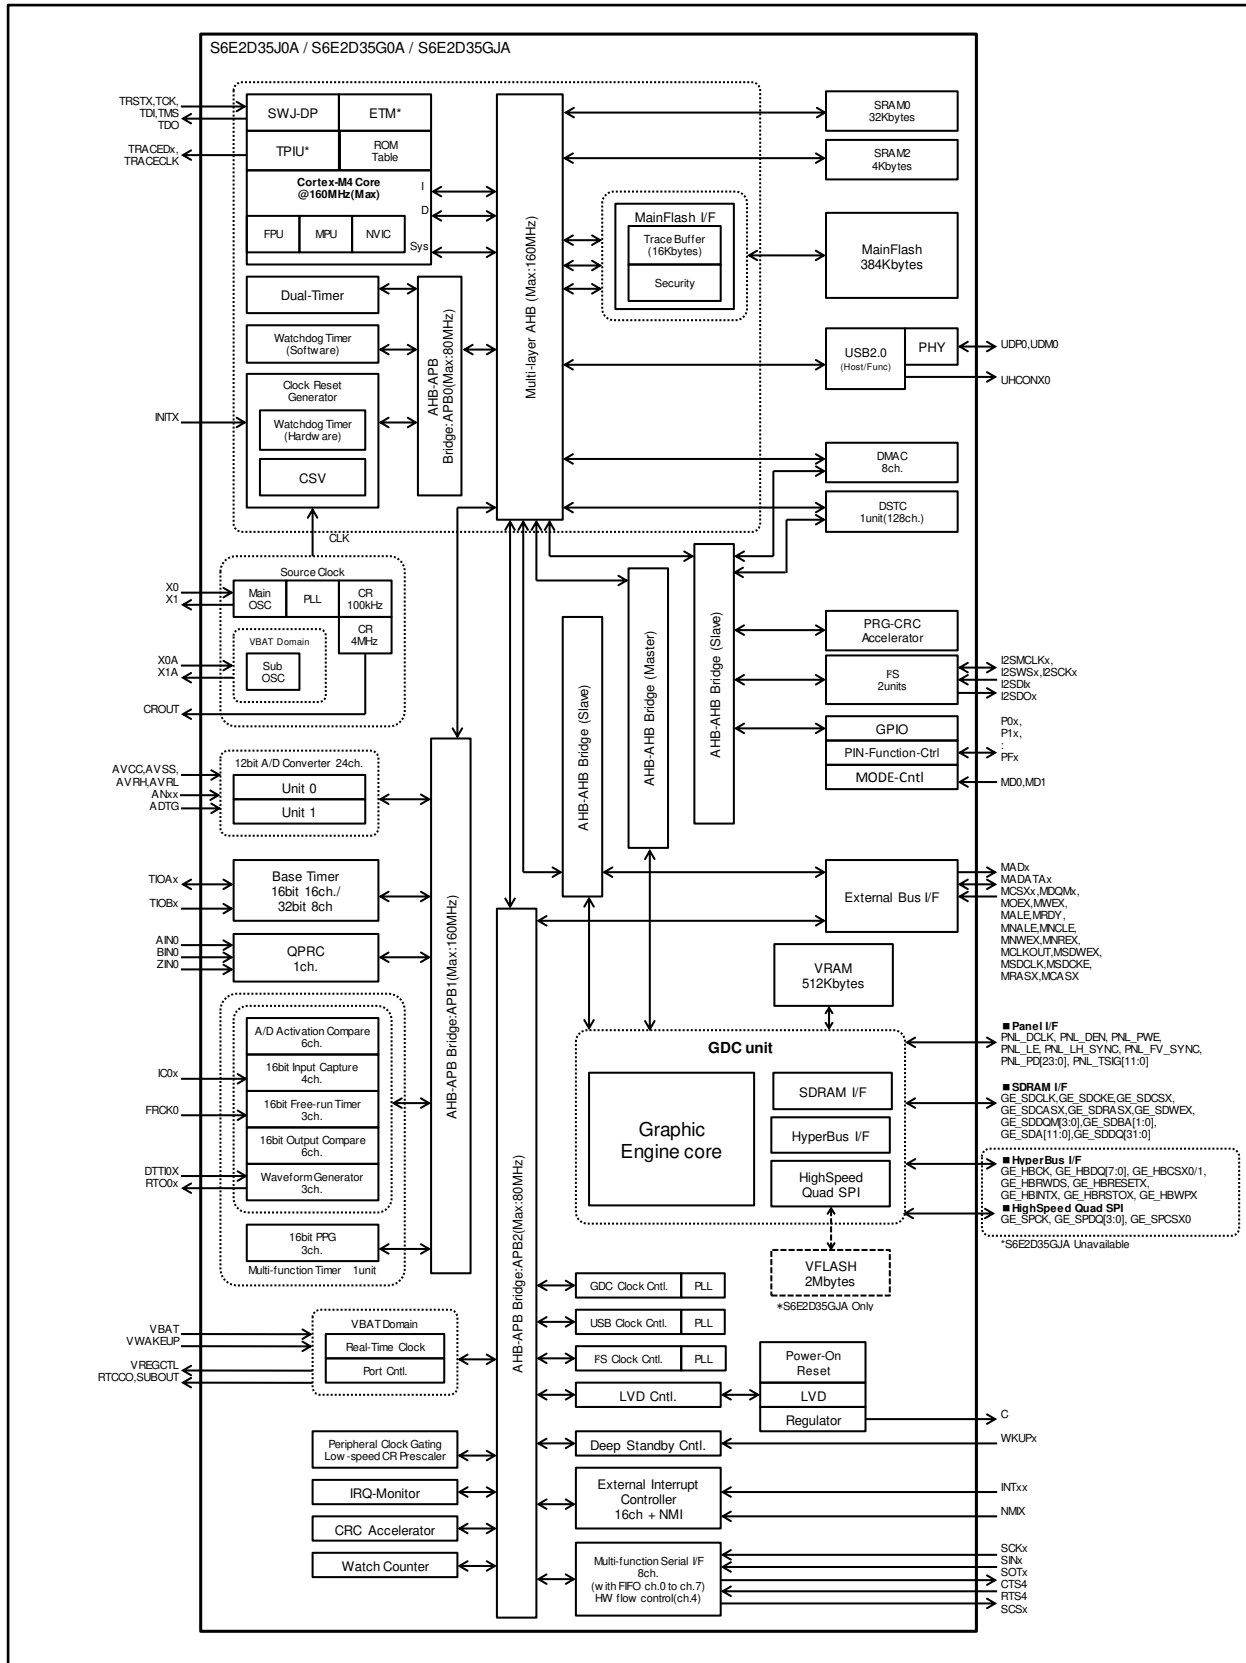 S6E2D35J0A / S6E2D35G0A / S6E2D35GJA
TRSTX,TCK,
TDI,TMS
TDO
TRACEDx,
TRACECLK
SWJ-DP
ETM*
TPIU*
ROM
Table
Cortex-M4 Core
@160MHz(Max)
I
D
Sys
FPU
MPU
NVIC
Dual-Timer
Watchdog Timer
(Software)
Clock Reset
Generator
Watchdog Timer
(Hardware)
CSV
INITX
CLK
AHB-APB
Bridge:APB0(Max:80MHz)
Multi-layer AHB (Max:160MHz)
MainFlash I/F
Trace Buffer
(16Kbytes)
Security
SRAM0
32Kbytes
SRAM2
4Kbytes
MainFlash
384Kbytes
USB2.0
(Host/Func)
PHY
UDP0,UDM0
UHCONX0
DMAC
8ch.
DSTC
1unit(128ch.)
Source Clock
Main
OSC
PLL
CR
100kHz
CR
4MHz
VBAT Domain
Sub
OSC
X0
X1
X0A
X1A
CROUT
AHB-AHB Bridge (Slave)
AHB-AHB Bridge (Master)
AHB-AHB Bridge (Slave)
PRG-CRC
Accelerator
I²S
2units
GPIO
PIN-Function-Ctrl
MODE-Cntl
I2SMCLKx,
I2SWSx,I2SCKx
I2SDIx
I2SDOx
P0x,
P1x,
:
PFx
MD0,MD1
AVCC,AVSS,
AVRH,AVRL
ANxx
ADTG
12bit A/D Converter 24ch.
Unit 0
Unit 1
TIOAx
TIOBx
Base Timer
16bit 16ch./
32bit 8ch
AIN0
BIN0
ZIN0
QPRC
1ch.
AHB-APB Bridge:APB1(Max:160MHz)
AHB-APB Bridge:APB2(Max:80MHz)
External Bus I/F
MADx
MADATAx
MCSXx,MDQMx,
MOEX,MWEX,
MALE,MRDY,
MNALE,MNCLE,
MNWEX,MNREX,
MCLKOUT,MSDWEX,
MSDCLK,MSDCKE,
MRASX,MCASX
VRAM
512Kbytes
A/D Activation Compare
6ch.
16bit Input Capture
4ch.
16bit Free-run Timer
3ch.
16bit Output Compare
6ch.
Waveform Generator
3ch.
16bit PPG
3ch.
Multi-function Timer 1unit
IC0x
FRCK0
DTTI0X
RTO0x
GDC unit
Graphic
Engine core
SDRAM I/F
HyperBus I/F
HighSpeed
Quad SPI
VFLASH
2Mbytes
*S6E2D35GJA Only
■ Panel I/F
PNL_DCLK, PNL_DEN, PNL_PWE,
PNL_LE, PNL_LH_SYNC, PNL_FV_SYNC,
PNL_PD[23:0], PNL_TSIG[11:0]
■ SDRAM I/F
GE_SDCLK,GE_SDCKE,GE_SDCSX,
GE_SDCASX,GE_SDRASX,GE_SDWEX,
GE_SDDQM[3:0],GE_SDBA[1:0],
GE_SDA[11:0],GE_SDDQ[31:0]
■ HyperBus I/F
GE_HBCK, GE_HBDQ[7:0], GE_HBCSX0/1,
GE_HBRWDS, GE_HBRESETX,
GE_HBINTX, GE_HBRSTOX, GE_HBWPX
■ HighSpeed Quad SPI
GE_SPCK, GE_SPDQ[3:0], GE_SPCSX0
*S6E2D35GJA Unavailable
VBAT
VWAKEUP
VREGCTL
RTCCO,SUBOUT
VBAT Domain
Real-Time Clock
Port Cntl.
GDC Clock Cntl.
PLL
USB Clock Cntl.
PLL
I²S Clock Cntl.
PLL
LVD Cntl.
Power-On
Reset
LVD
Regulator
C
Deep Standby Cntl.
WKUPx
Peripheral Clock Gating
Low-speed CR Prescaler
IRQ-Monitor
CRC Accelerator
Watch Counter
External Interrupt
Controller
16ch + NMI
INTxx
NMIX
Multi-function Serial I/F
8ch.
(with FIFO ch.0 to ch.7)
HW flow control(ch.4)
SCKx
SINx
SOTx
CTS4
RTS4
SCSx